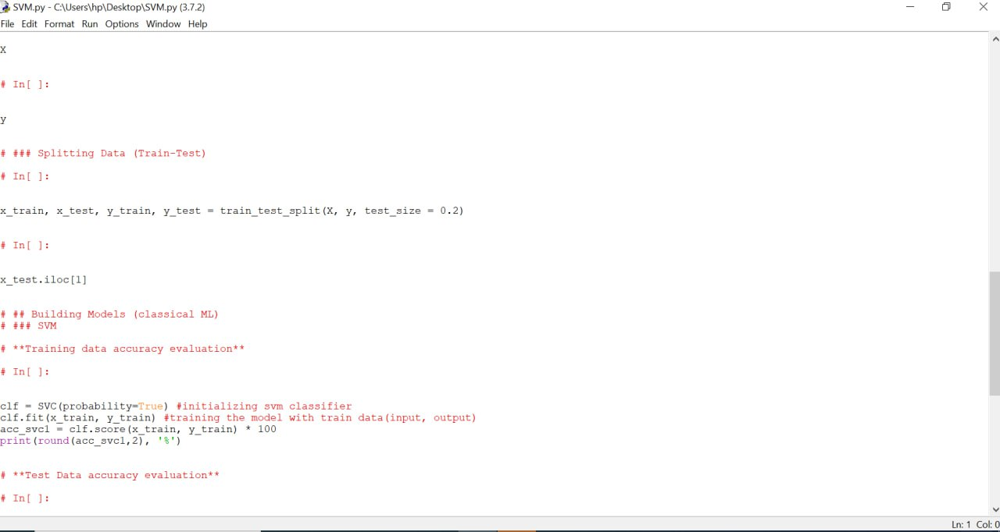 SVM.py - C:\Users\hp\Desktop\SVM.py (3.7.2)
File Edit Format Run Options Window Help
X
# In[ ]:
y
# ### Splitting Data (Train-Test)
# In[ ]:
x_train, x_test, y_train, y_test = train_test_split(X, y, test_size = 0.2)
# In[ ]:
x_test.iloc[1]
# ## Building Models (classical ML)
# ### SVM
# **Training data accuracy evaluation**
# In[ ]:
clf = SVC(probability=True) #initializing svm classifier
clf.fit(x_train, y_train) #training the model with train data(input, output)
acc_svc1 = clf.score(x_train, y_train) * 100
print(round(acc_svc1,2), '%')
# **Test Data accuracy evaluation**
# In[ ]:
Ln: 1 Col: 0